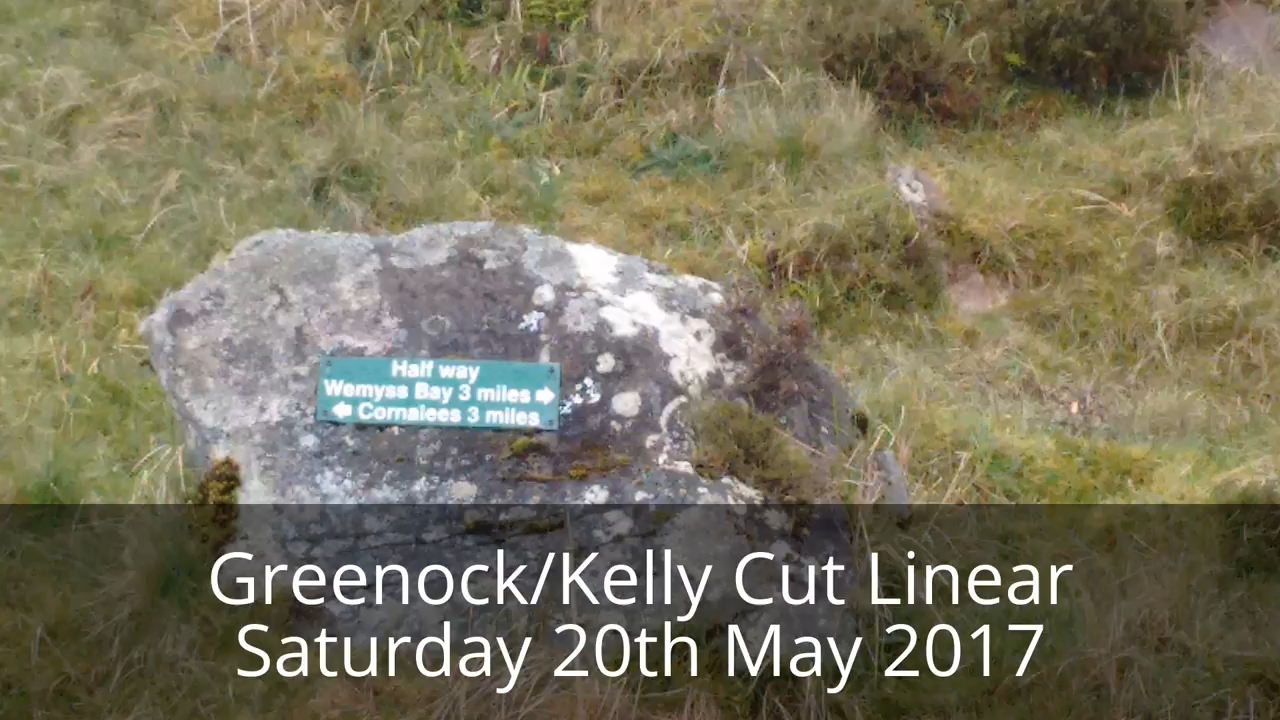 Half way
Wemyss Bay 3 miles ➡
⬅ Cornalees 3 miles
Greenock/Kelly Cut Linear
Saturday 20th May 2017